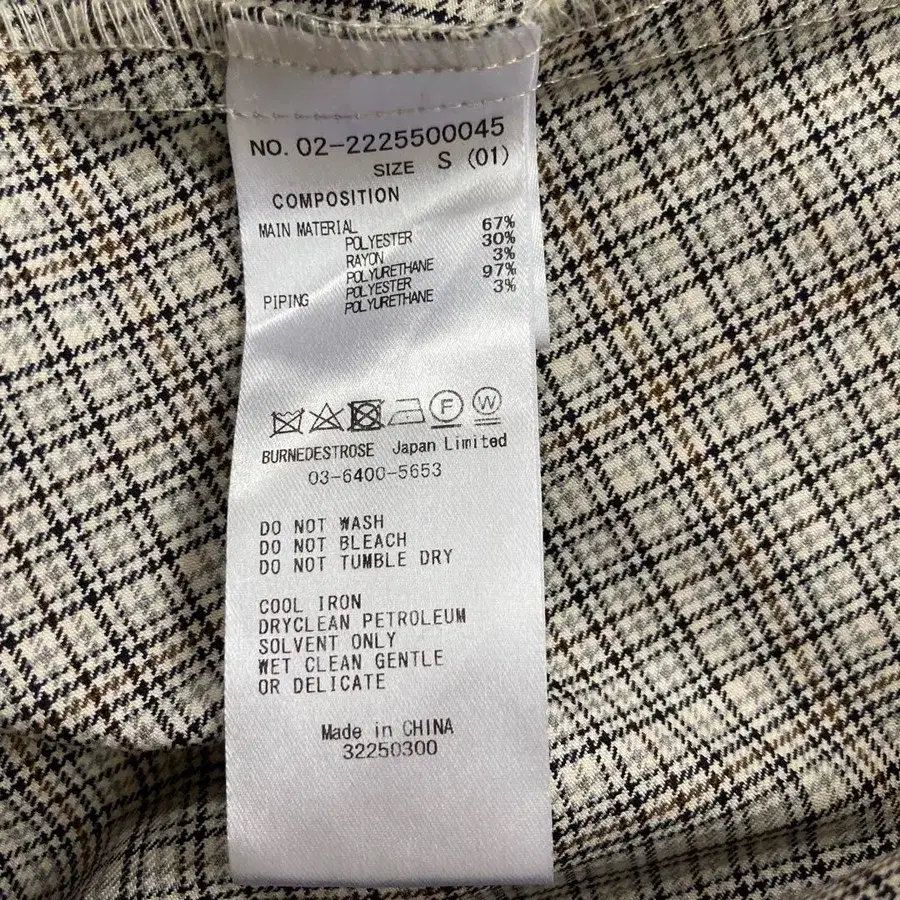 NO. 02-2225500045
SIZE S (01)
COMPOSITION
MAIN MATERIAL 67%
POLYESTER 30%
RAYON 3%
POLYURETHANE 97%
PIPING POLYESTER 3%
POLYURETHANE
F W
BURNEDESTROSE Japan Limited
03-6400-5653
DO NOT WASH
DO NOT BLEACH
DO NOT TUMBLE DRY
COOL IRON
DRYCLEAN PETROLEUM
SOLVENT ONLY
WET CLEAN GENTLE
OR DELICATE
Made in CHINA
32250300